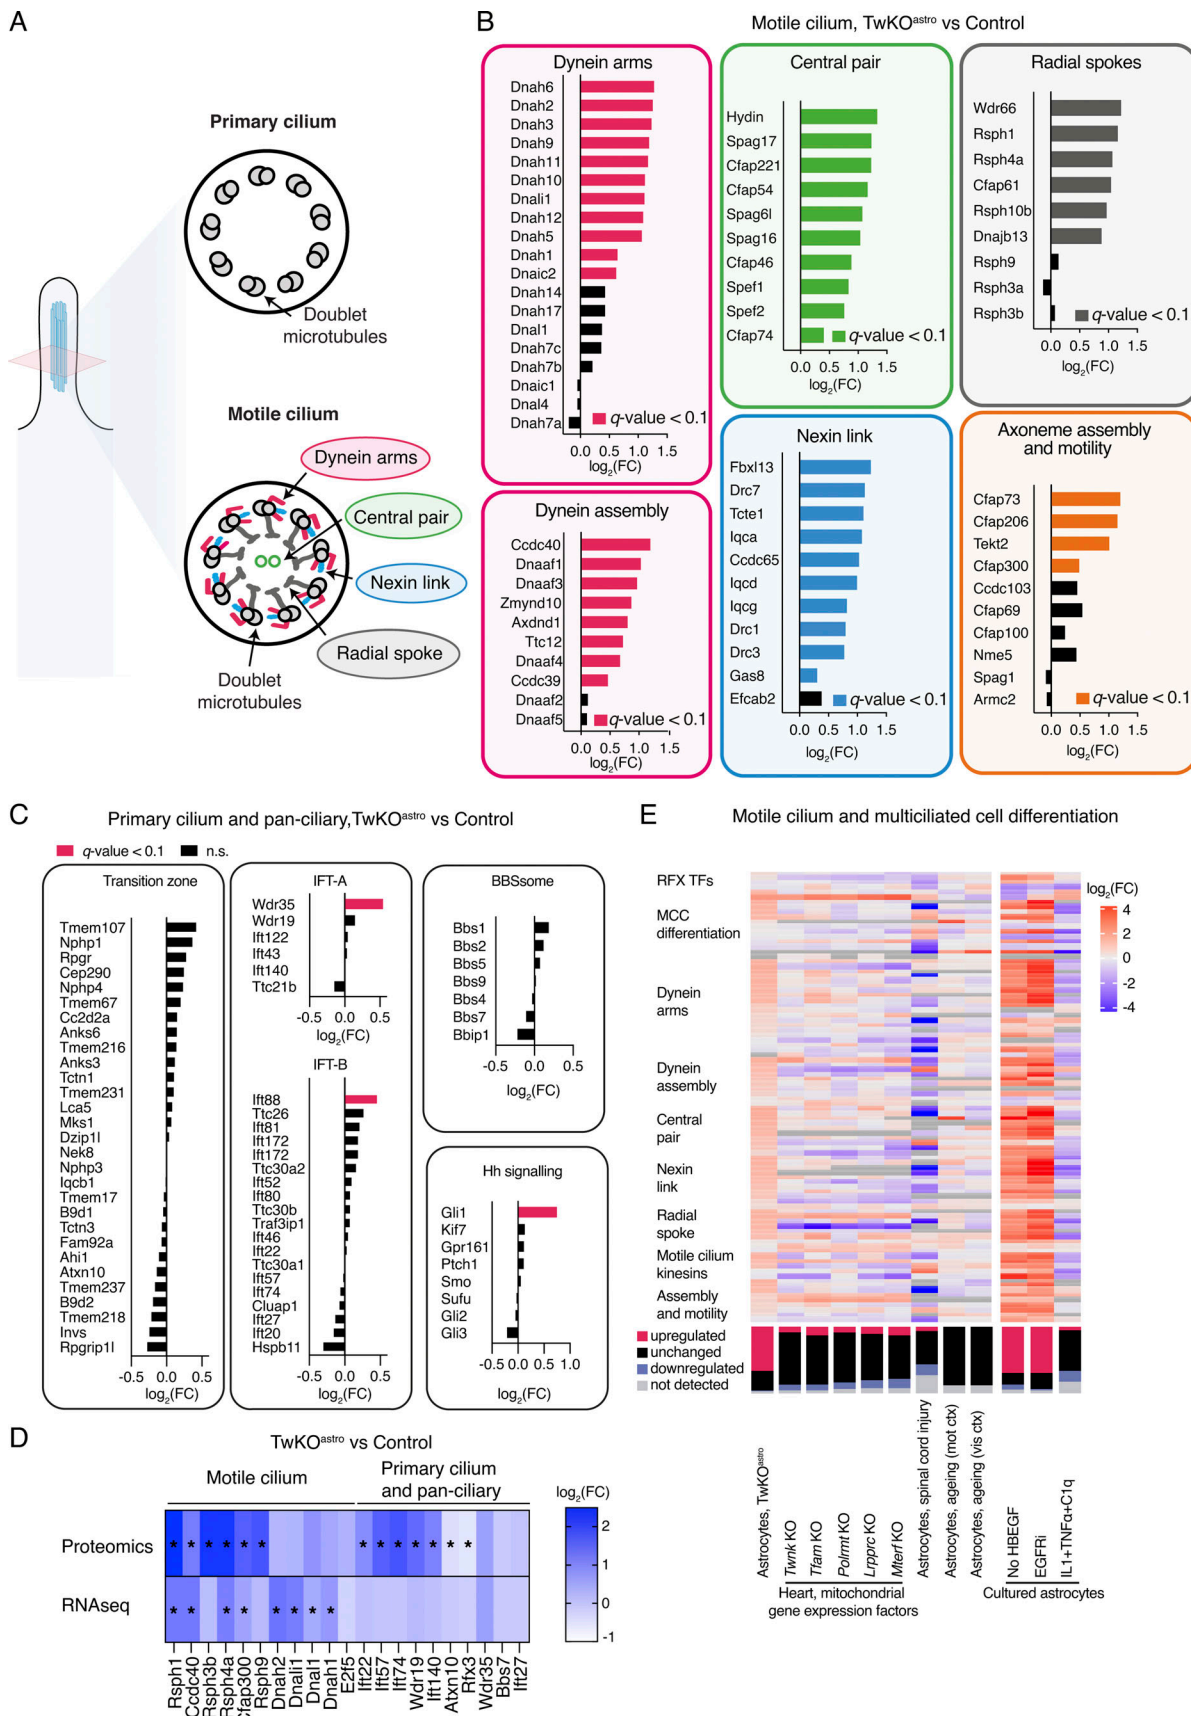 A
Primary cilium
Doublet
microtubules
Motile cilium
Dynein arms
Central pair
Nexin link
Radial spoke
Doublet
microtubules
B
Motile cilium, TwKOastro vs Control
Dynein arms
Dnah6
Dnah2
Dnah3
Dnah9
Dnah11
Dnah10
Dnali1
Dnah12
Dnah5
Dnah1
Dnaic2
Dnah14
Dnah17
Dnal1
Dnah7c
Dnah7b
Dnaic1
Dnal4
Dnah7a
q-value < 0.1
0.0 0.5 1.0 1.5
log2(FC)
Central pair
Hydin
Spag17
Cfap221
Cfap54
Spag6l
Spag16
Cfap46
Spef1
Spef2
Cfap74
q-value < 0.1
0.0 0.5 1.0 1.5
log2(FC)
Radial spokes
Wdr66
Rsph1
Rsph4a
Cfap61
Rsph10b
Dnajb13
Rsph9
Rsph3a
Rsph3b
q-value < 0.1
0.0 0.5 1.0 1.5
log2(FC)
Dynein assembly
Ccdc40
Dnaaf1
Dnaaf3
Zmynd10
Axdnd1
Ttc12
Dnaaf4
Ccdc39
Dnaaf2
Dnaaf5
q-value < 0.1
0.0 0.5 1.0 1.5
log2(FC)
Nexin link
Fbxl13
Drc7
Tcte1
Iqca
Ccdc65
Iqcd
Iqcg
Drc1
Drc3
Gas8
Efcab2
q-value < 0.1
0.0 0.5 1.0 1.5
log2(FC)
Axoneme assembly
and motility
Cfap73
Cfap206
Tekt2
Cfap300
Ccdc103
Cfap69
Cfap100
Nme5
Spag1
Armc2
q-value < 0.1
0.0 0.5 1.0 1.5
log2(FC)
C
Primary cilium and pan-ciliary,TwKOastro vs Control
q-value < 0.1 n.s.
Transition zone
Tmem107
Nphp1
Rpgr
Cep290
Nphp4
Tmem67
Cc2d2a
Anks6
Tmem216
Anks3
Tctn1
Tmem231
Lca5
Mks1
Dzip1l
Nek8
Nphp3
Iqcb1
Tmem17
B9d1
Tctn3
Fam92a
Ahi1
Atxn10
Tmem237
B9d2
Tmem218
Invs
Rpgrip1l
-0.5 0.0 0.5
log2(FC)
IFT-A
Wdr35
Wdr19
Ift122
Ift43
Ift140
Ttc21b
-0.5 0.0 0.5
log2(FC)
IFT-B
Ift88
Ttc26
Ift81
Ift172
Ift172
Ttc30a2
Ift52
Ift80
Ttc30b
Traf3ip1
Ift46
Ift22
Ttc30a1
Ift57
Ift74
Cluap1
Ift27
Ift20
Hspb11
-0.5 0.0 0.5
log2(FC)
BBSsome
Bbs1
Bbs2
Bbs5
Bbs9
Bbs4
Bbs7
Bbip1
-0.5 0.0 0.5
log2(FC)
Hh signalling
Gli1
Kif7
Gpr161
Ptch1
Smo
Sufu
Gli2
Gli3
-0.5 0.0 0.5 1.0
log2(FC)
D
TwKOastro vs Control
Motile cilium
Primary cilium
and pan-ciliary
log2(FC)
2
1
0
-1
Proteomics
* * * * * * * * * * * * *
RNAseq
* * * * * * * *
Rsph1
Ccdc40
Rsph3b
Rsph4a
Cfap300
Rsph9
Dnah2
Dnali1
Dnal1
Dnah1
E2f5
Ift22
Ift57
Ift74
Wdr19
Ift140
Atxn10
Rfx3
Wdr35
Bbs7
Ift27
E
Motile cilium and multiciliated cell differentiation
RFX TFs
MCC
differentiation
Dynein
arms
Dynein
assembly
Central
pair
Nexin
link
Radial
spoke
Motile cilium
kinesins
Assembly
and motility
log2(FC)
4
2
0
-2
-4
upregulated
unchanged
downregulated
not detected
Astrocytes, TwKOastro
Twnk KO
Tfam KO
Polrmt KO
Lrpprc KO
Mterf KO
Heart, mitochondrial
gene expression factors
Astrocytes, spinal cord injury
Astrocytes, ageing (mot ctx)
Astrocytes, ageing (vis ctx)
No HBEGF
EGFRi
IL1+TNFα+C1q
Cultured astrocytes